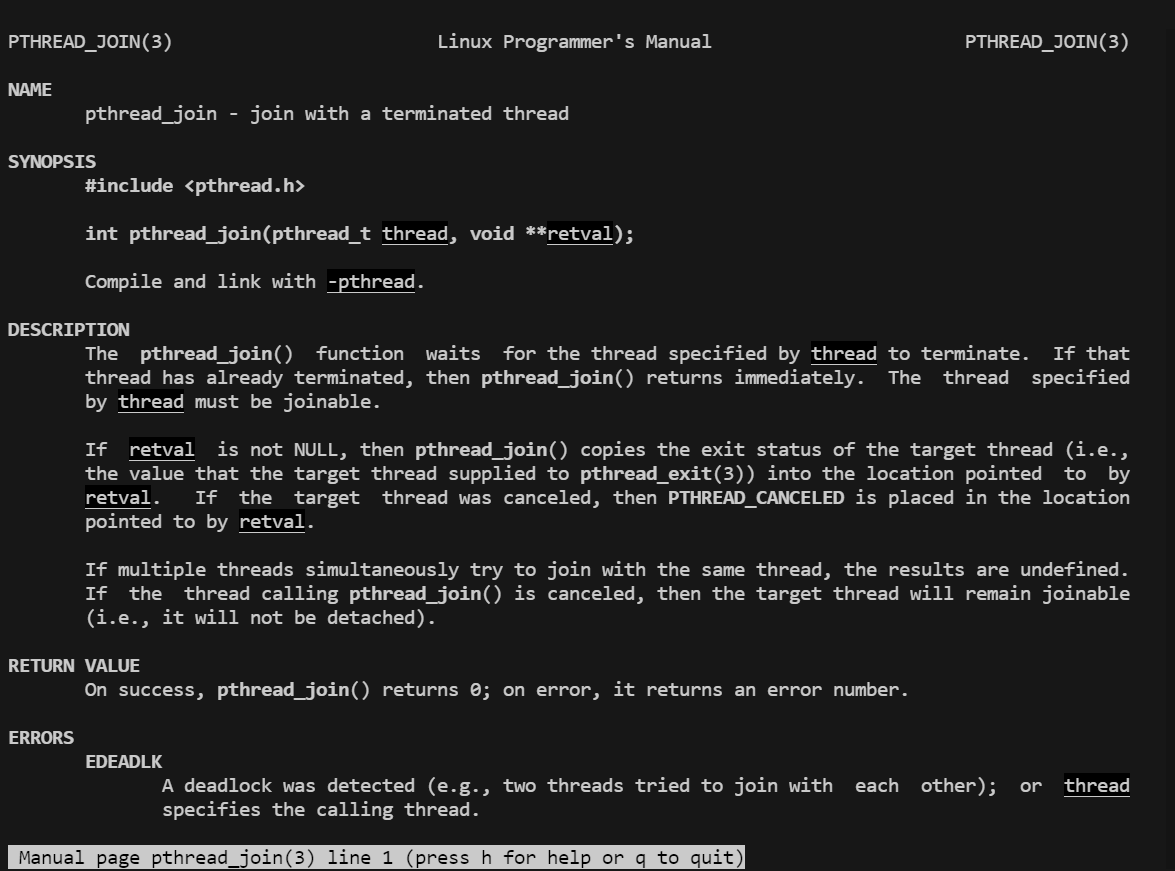 PTHREAD_JOIN(3)                        Linux Programmer's Manual                       PTHREAD_JOIN(3)
NAME
       pthread_join - join with a terminated thread
SYNOPSIS
       #include <pthread.h>
       int pthread_join(pthread_t thread, void **retval);
       Compile and link with -pthread.
DESCRIPTION
       The  pthread_join()  function  waits  for the thread specified by thread to terminate.  If that
       thread has already terminated, then pthread_join() returns immediately.  The  thread  specified
       by thread must be joinable.
       If  retval  is not NULL, then pthread_join() copies the exit status of the target thread (i.e.,
       the value that the target thread supplied to pthread_exit(3)) into the location pointed  to  by
       retval.   If  the  target  thread was canceled, then PTHREAD_CANCELED is placed in the location
       pointed to by retval.
       If multiple threads simultaneously try to join with the same thread, the results are undefined.
       If  the  thread calling pthread_join() is canceled, then the target thread will remain joinable
       (i.e., it will not be detached).
RETURN VALUE
       On success, pthread_join() returns 0; on error, it returns an error number.
ERRORS
       EDEADLK
              A deadlock was detected (e.g., two threads tried to join with  each  other);  or  thread
              specifies the calling thread.
 Manual page pthread_join(3) line 1 (press h for help or q to quit)